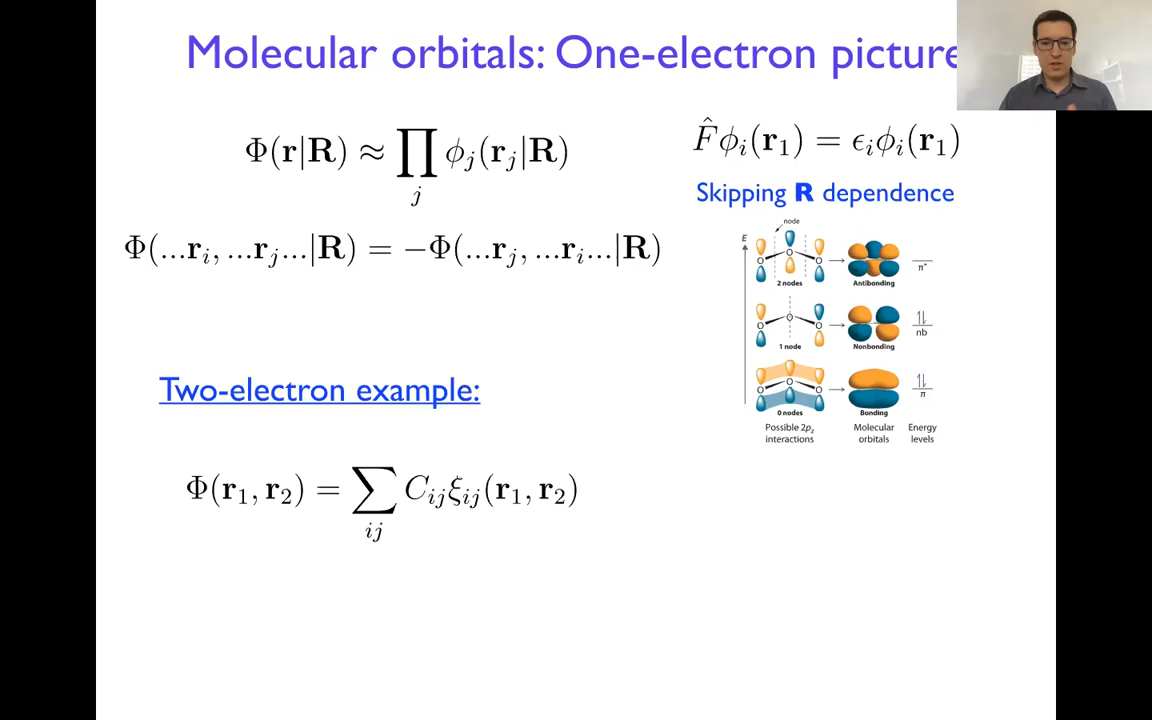 Molecular orbitals: One-electron picture
Φ(r|R) ≈ ∏_j ϕ_j(r_j|R)
F̂ϕ_i(r_1) = ϵ_iϕ_i(r_1)
Skipping R dependence
Φ(...r_i, ...r_j...|R) = −Φ(...r_j, ...r_i...|R)
node
E
O O O
2 nodes
Antibonding
π*
O O O
1 node
Nonbonding
nb
O O O
0 nodes
Bonding
π
Possible 2p_z interactions
Molecular orbitals
Energy levels
Two-electron example:
Φ(r_1, r_2) = ∑_ij C_ij ξ_ij(r_1, r_2)